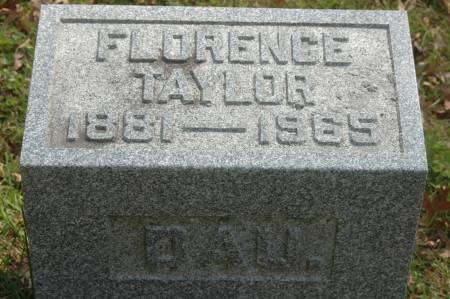 FLORENCE
TAYLOR
1881—1965
DAU.